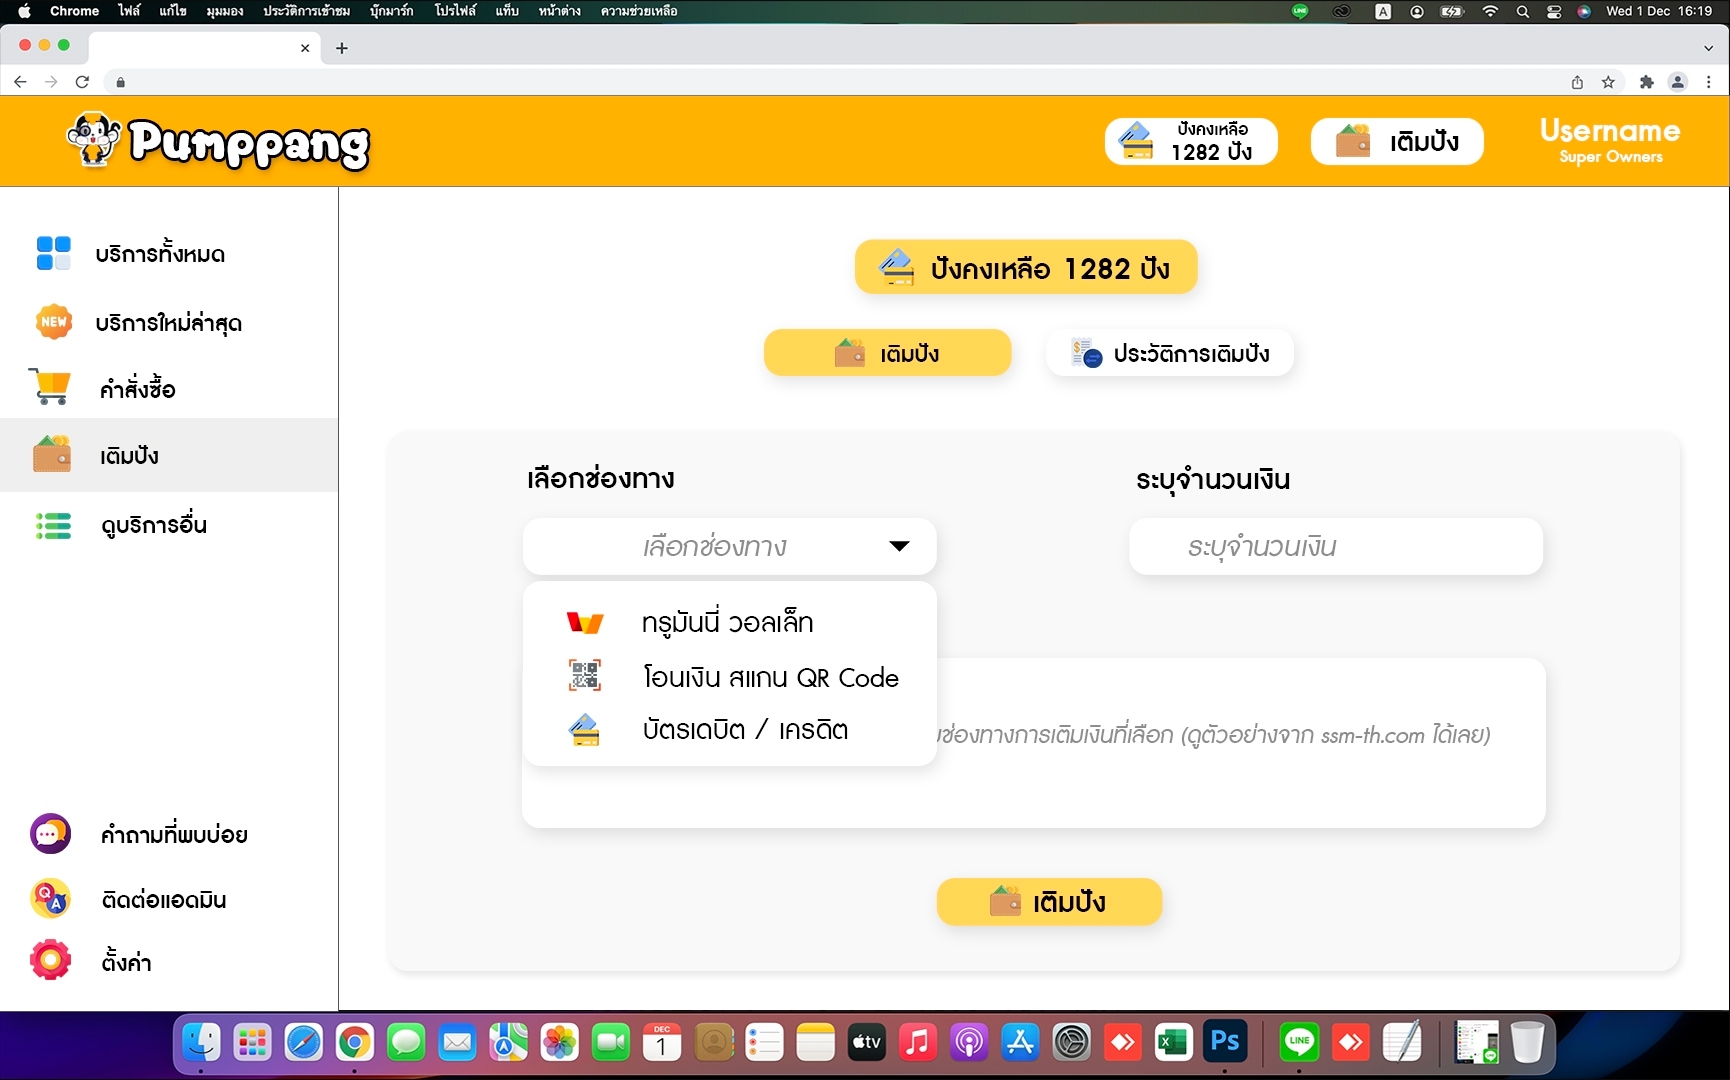 Chrome ไฟล์ แก้ไข มุมมอง ประวัติการเข้าชม บุ๊กมาร์ก โปรไฟล์ แท็บ หน้าต่าง ความช่วยเหลือ LINE A Wed 1 Dec 16:19
Pumppang
ปังคงเหลือ
1282 ปัง
เติมปัง
Username
Super Owners
บริการทั้งหมด
NEW บริการใหม่ล่าสุด
คำสั่งซื้อ
เติมปัง
ดูบริการอื่น
คำถามที่พบบ่อย
Q A ติดต่อแอดมิน
ตั้งค่า
ปังคงเหลือ 1282 ปัง
เติมปัง ประวัติการเติมปัง
เลือกช่องทาง ระบุจำนวนเงิน
เลือกช่องทาง ระบุจำนวนเงิน
ทรูมันนี่ วอลเล็ท
โอนเงิน สแกน QR Code
บัตรเดบิต / เครดิต
ช่องทางการเติมเงินที่เลือก (ดูตัวอย่างจาก ssm-th.com ได้เลย)
เติมปัง
DEC
1
tv
Ps
LINE